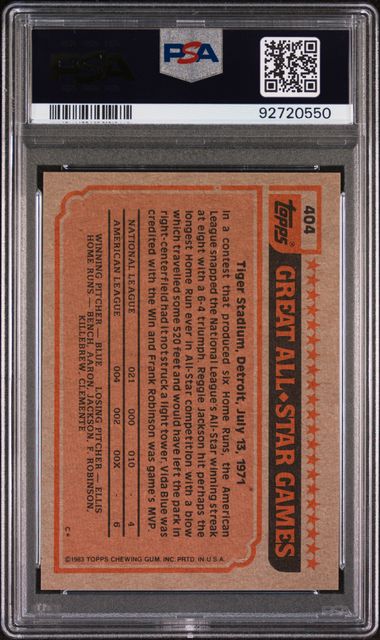 PSA
PSA
92720550
404
Topps®
GREAT ALL★STAR GAMES
Tiger Stadium, Detroit, July 13, 1971
In a contest that produced six Home Runs, the American
League snapped the National League's All-Star winning streak
at eight with a 6-4 triumph. Reggie Jackson hit perhaps the
longest Home Run ever in All-Star competition with a blow
which travelled some 520 feet and would have left the park in
right-centerfield had it not struck a light tower. Vida Blue was
credited with the Win and Frank Robinson was game's MVP.
NATIONAL LEAGUE 021 000 010 - 4
AMERICAN LEAGUE 004 002 00X - 6
WINNING PITCHER — BLUE LOSING PITCHER — ELLIS
HOME RUNS — BENCH, AARON, JACKSON, F. ROBINSON,
KILLEBREW, CLEMENTE
C*
©1983 TOPPS CHEWING GUM, INC. PRTD. IN U.S.A.